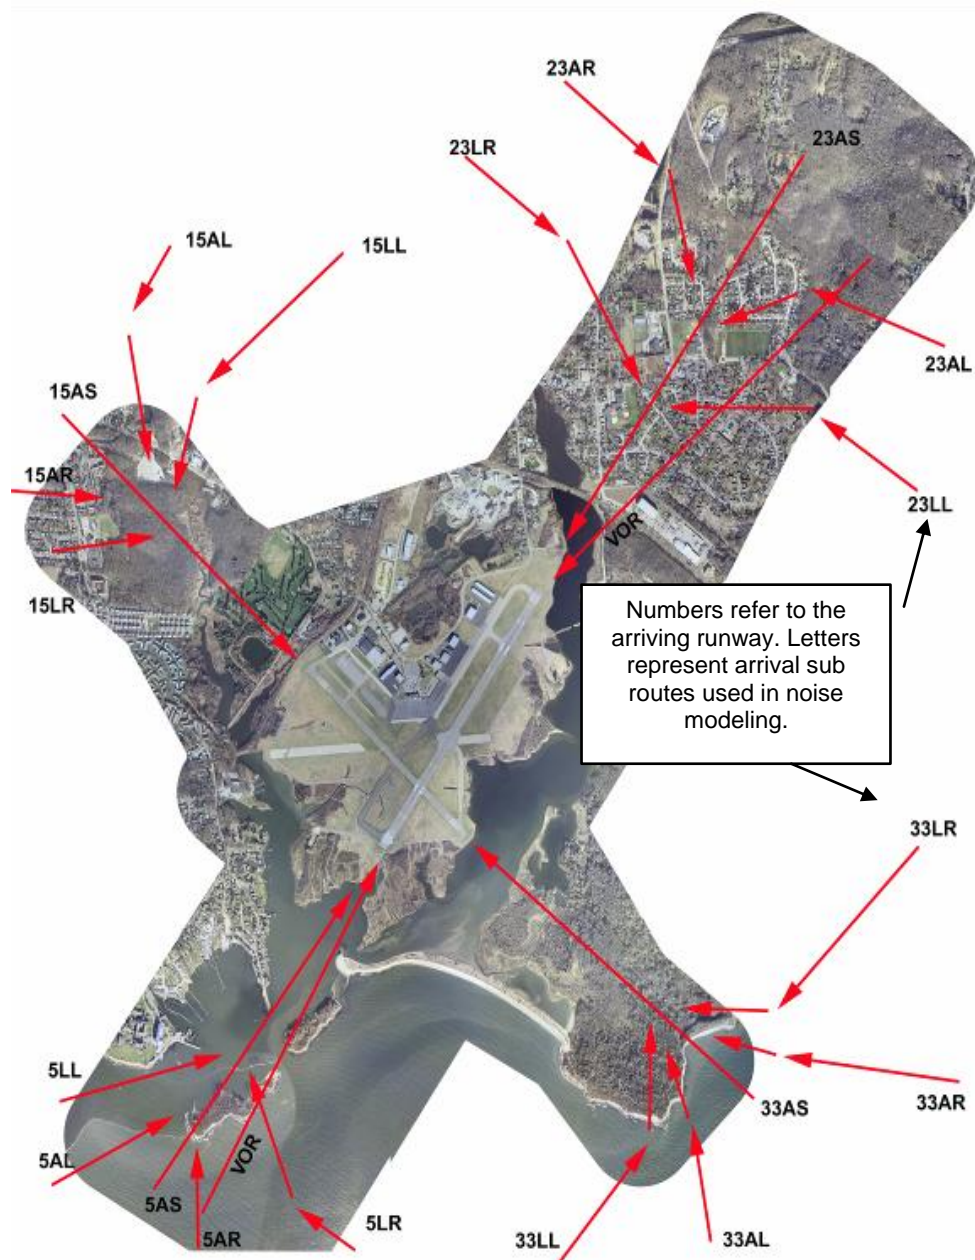 23AR
23AS
23LR
15AL
15LL
23AL
15AS
15AR
23LL
VOR
15LR
Numbers refer to the
arriving runway. Letters
represent arrival sub
routes used in noise
modeling.
33LR
5LL
33AS
33AR
5AL
VOR
5AS
5LR
5AR
33LL
33AL